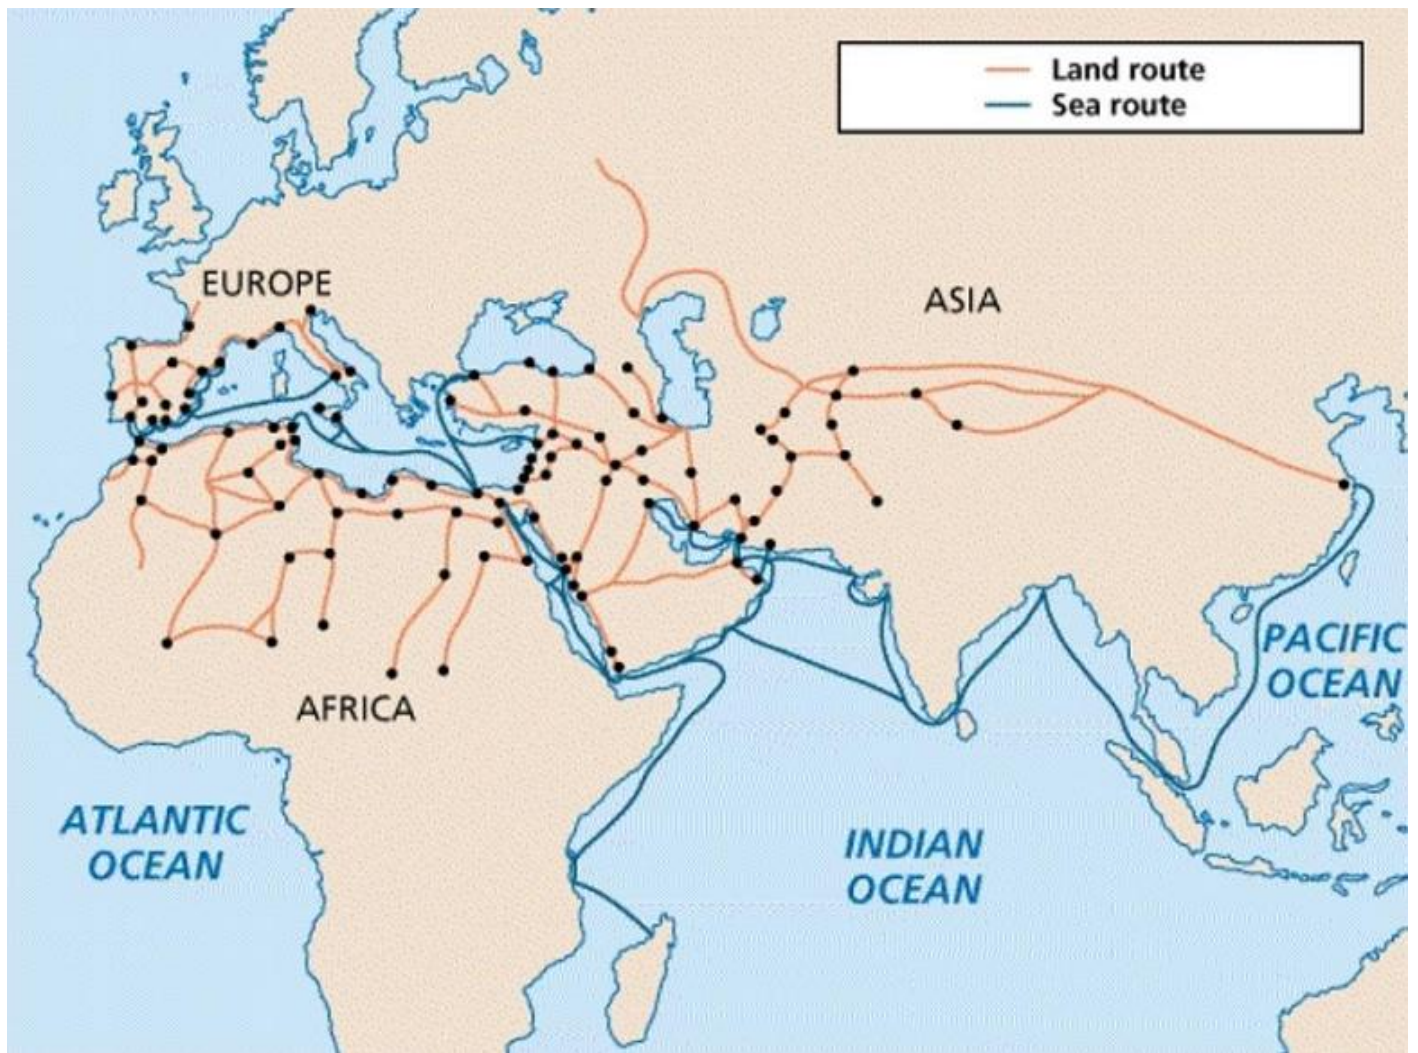 Land route
Sea route
EUROPE
ASIA
AFRICA
PACIFIC
OCEAN
ATLANTIC
OCEAN
INDIAN
OCEAN